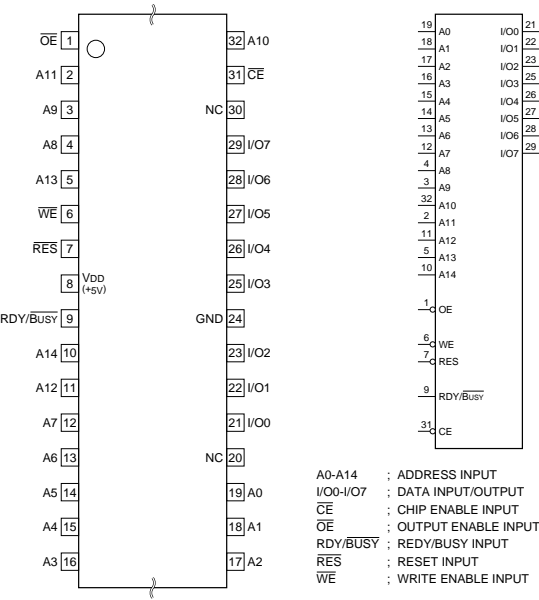 OE 1
A11 2
A9 3
A8 4
A13 5
WE 6
RES 7
8 VDD
(+5V)
RDY/BUSY 9
A14 10
A12 11
A7 12
A6 13
A5 14
A4 15
A3 16
32 A10
31 CE
NC 30
29 I/O7
28 I/O6
27 I/O5
26 I/O4
25 I/O3
GND 24
23 I/O2
22 I/O1
21 I/O0
NC 20
19 A0
18 A1
17 A2
19 A0 I/O0 21
18 A1 I/O1 22
17 A2 I/O2 23
16 A3 I/O3 25
15 A4 I/O4 26
14 A5 I/O5 27
13 A6 I/O6 28
12 A7 I/O7 29
4 A8
3 A9
32 A10
2 A11
11 A12
5 A13
10 A14
1 OE
6 WE
7 RES
9 RDY/BUSY
31 CE
A0-A14 ; ADDRESS INPUT
I/O0-I/O7 ; DATA INPUT/OUTPUT
CE ; CHIP ENABLE INPUT
OE ; OUTPUT ENABLE INPUT
RDY/BUSY ; REDY/BUSY INPUT
RES ; RESET INPUT
WE ; WRITE ENABLE INPUT